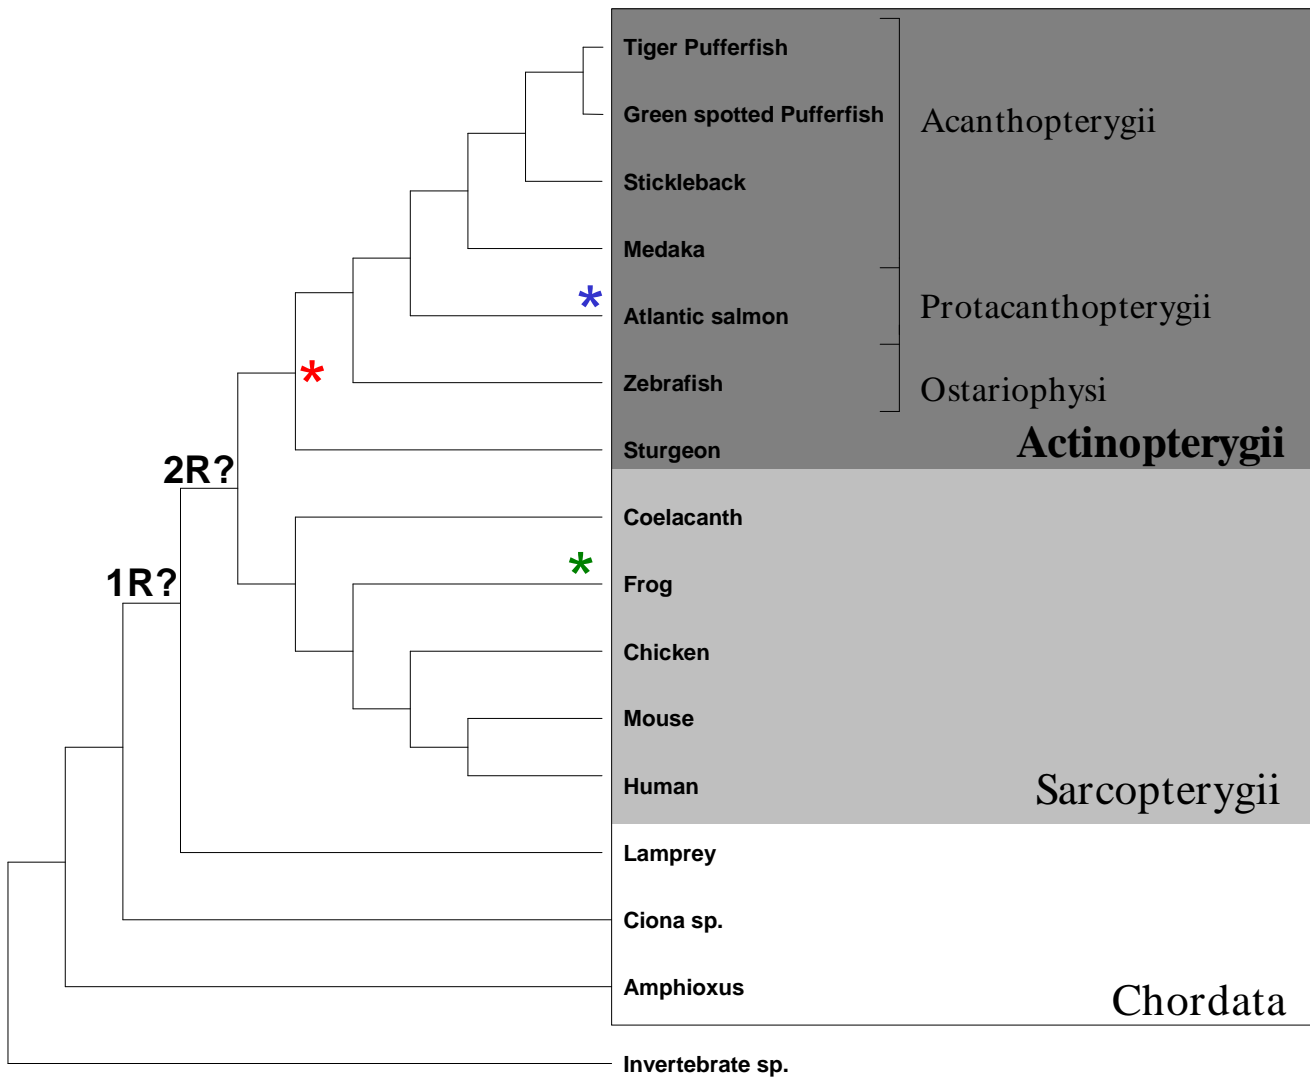 Tiger Pufferfish
Green spotted Pufferfish
Acanthopterygii
Stickleback
Medaka
*
Atlantic salmon
Protacanthopterygii
*
Zebrafish
Ostariophysi
Sturgeon
Actinopterygii
2R?
Coelacanth
*
Frog
1R?
Chicken
Mouse
Human
Sarcopterygii
Lamprey
Ciona sp.
Amphioxus
Chordata
Invertebrate sp.